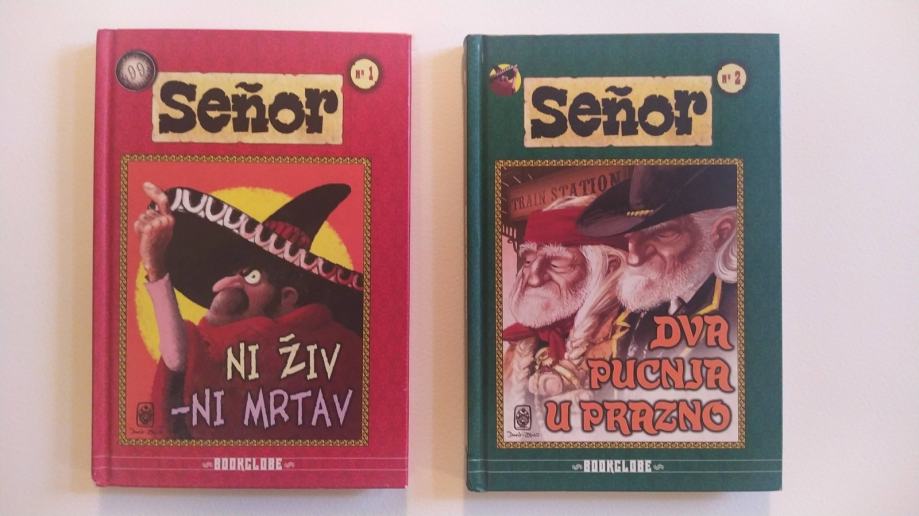 Nº 1
Señor
NI ŽIV
-NI MRTAV
BOOKGLOBE
Nº 2
Señor
TRAIN STATION
DVA
PUCNJA
U PRAZNO
BOOKGLOBE